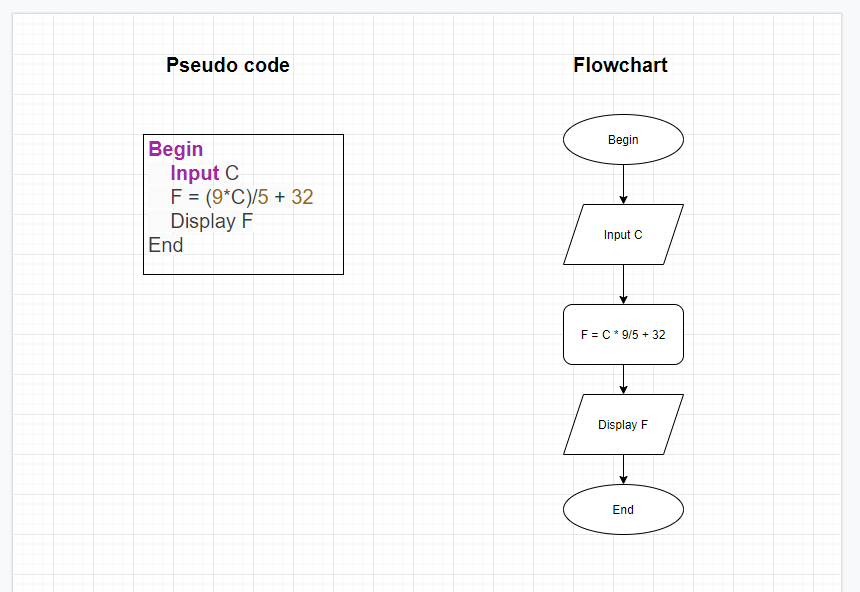 Pseudo code
Begin
Input C
F = (9*C)/5 + 32
Display F
End
Flowchart
Begin
Input C
F = C * 9/5 + 32
Display F
End